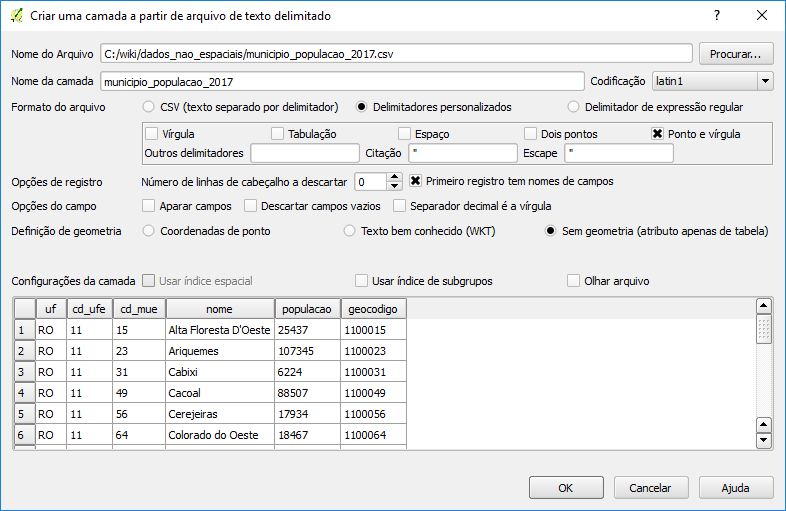 Criar uma camada a partir de arquivo de texto delimitado ?
Nome do Arquivo C:/wiki/dados_nao_espaciais/municipio_populacao_2017.csv Procurar...
Nome da camada municipio_populacao_2017 Codificação latin1
Formato do arquivo CSV (texto separado por delimitador) Delimitadores personalizados Delimitador de expressão regular
Vírgula Tabulação Espaço Dois pontos Ponto e vírgula
Outros delimitadores Citação " Escape "
Opções de registro Número de linhas de cabeçalho a descartar 0 Primeiro registro tem nomes de campos
Opções do campo Aparar campos Descartar campos vazios Separador decimal é a vírgula
Definição de geometria Coordenadas de ponto Texto bem conhecido (WKT) Sem geometria (atributo apenas de tabela)
Configurações da camada Usar índice espacial Usar índice de subgrupos Olhar arquivo
uf cd_ufe cd_mue nome populacao geocodigo
1 RO 11 15 Alta Floresta D'Oeste 25437 1100015
2 RO 11 23 Ariquemes 107345 1100023
3 RO 11 31 Cabixi 6224 1100031
4 RO 11 49 Cacoal 88507 1100049
5 RO 11 56 Cerejeiras 17934 1100056
6 RO 11 64 Colorado do Oeste 18467 1100064
OK Cancelar Ajuda